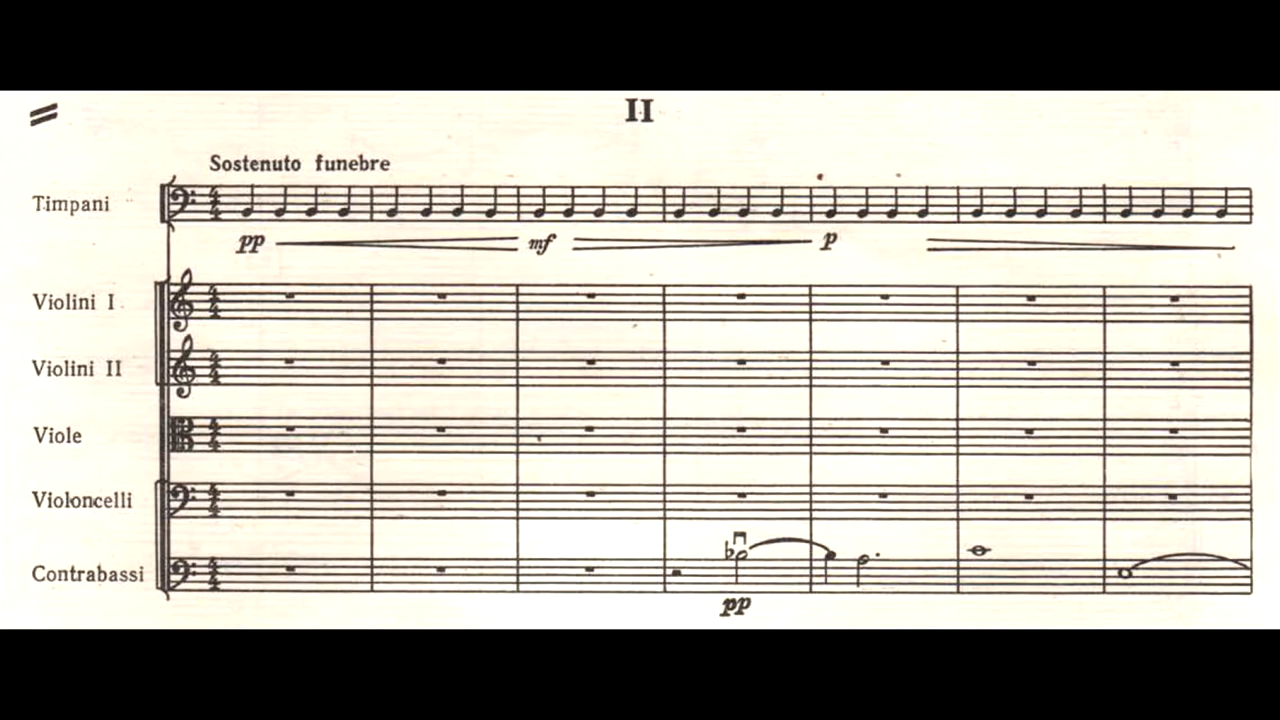 II
Sostenuto funebre
Timpani
pp mf p
Violini I
Violini II
Viole
Violoncelli
Contrabassi
pp